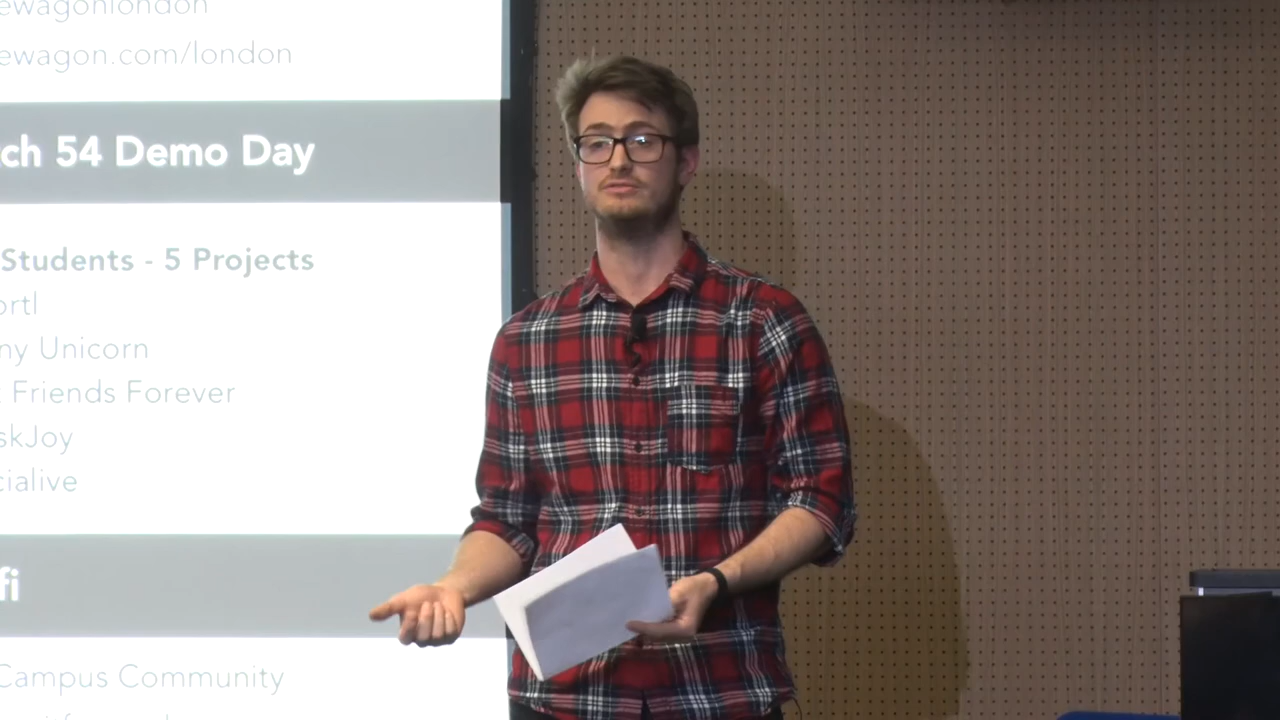 ewagonlondon
ewagon.com/london
ch 54 Demo Day
Students - 5 Projects
ortl
ny Unicorn
Friends Forever
skJoy
cialive
fi
Campus Community